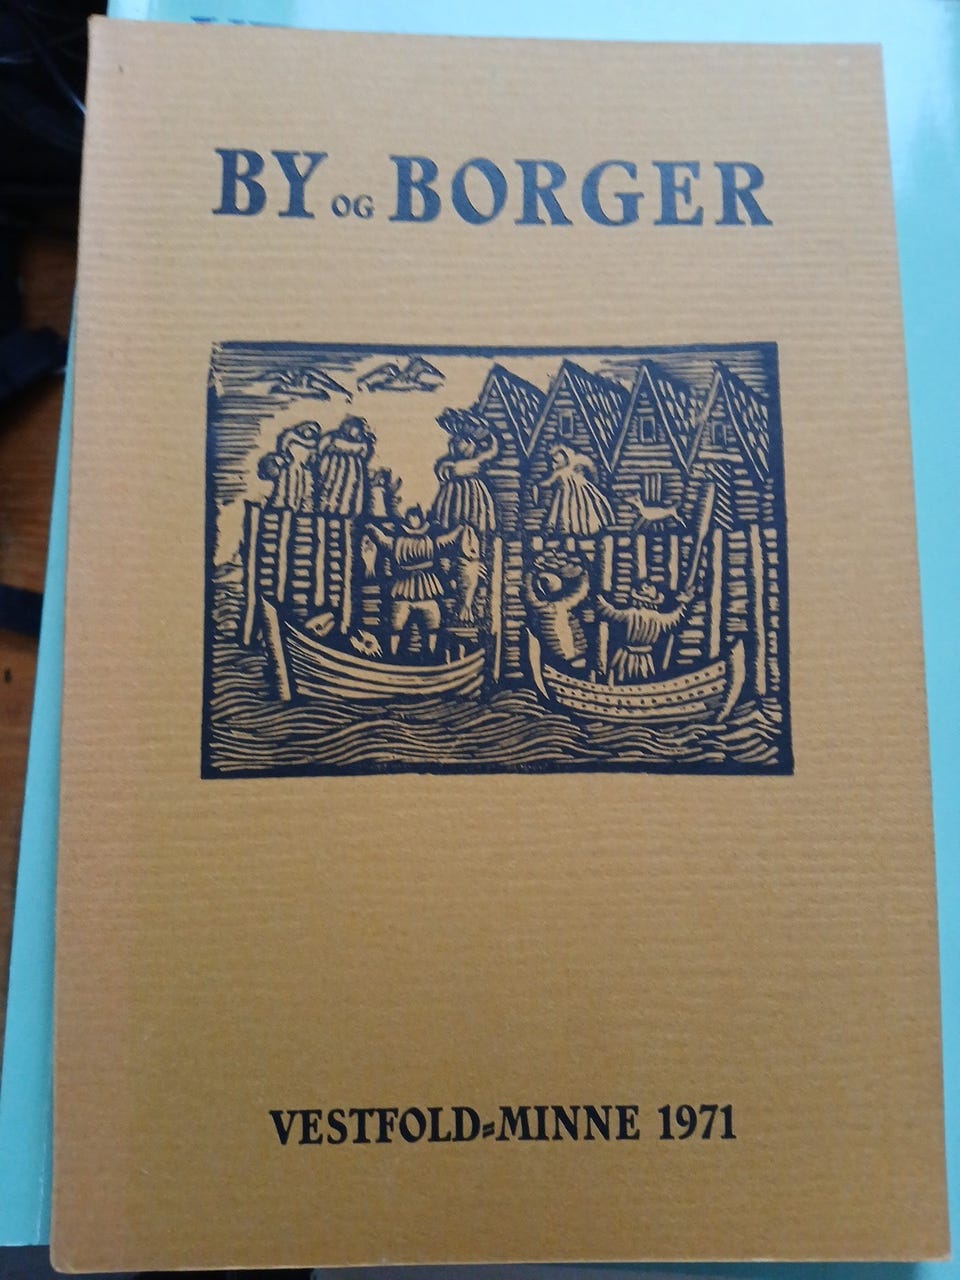 BY OG BORGER
VESTFOLD-MINNE 1971